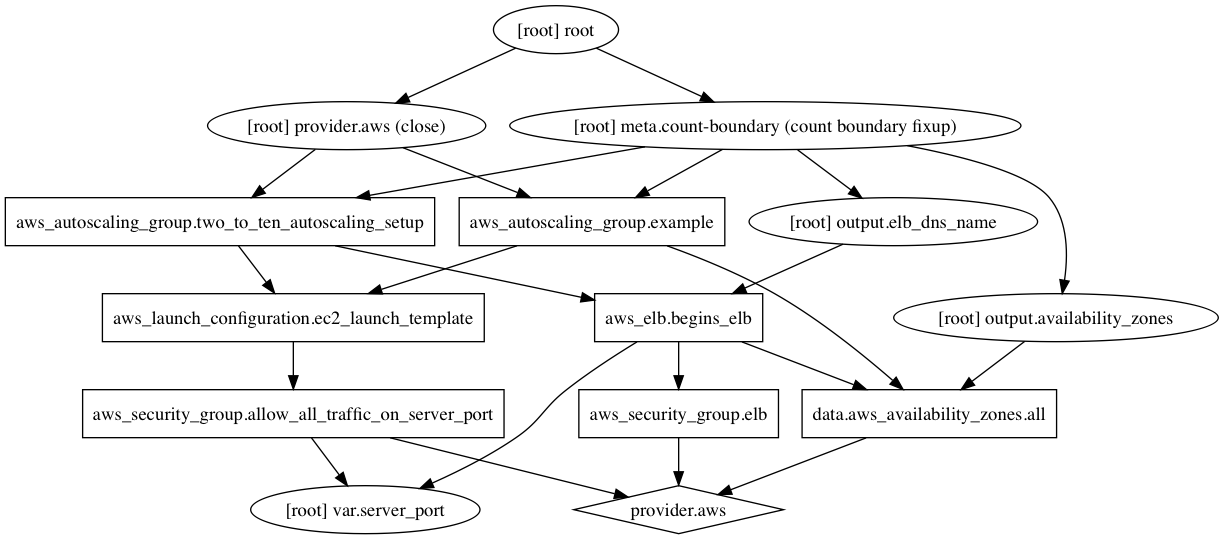 [root] root
[root] provider.aws (close)
[root] meta.count-boundary (count boundary fixup)
aws_autoscaling_group.two_to_ten_autoscaling_setup
aws_autoscaling_group.example
[root] output.elb_dns_name
aws_launch_configuration.ec2_launch_template
aws_elb.begins_elb
[root] output.availability_zones
aws_security_group.allow_all_traffic_on_server_port
aws_security_group.elb
data.aws_availability_zones.all
[root] var.server_port
provider.aws